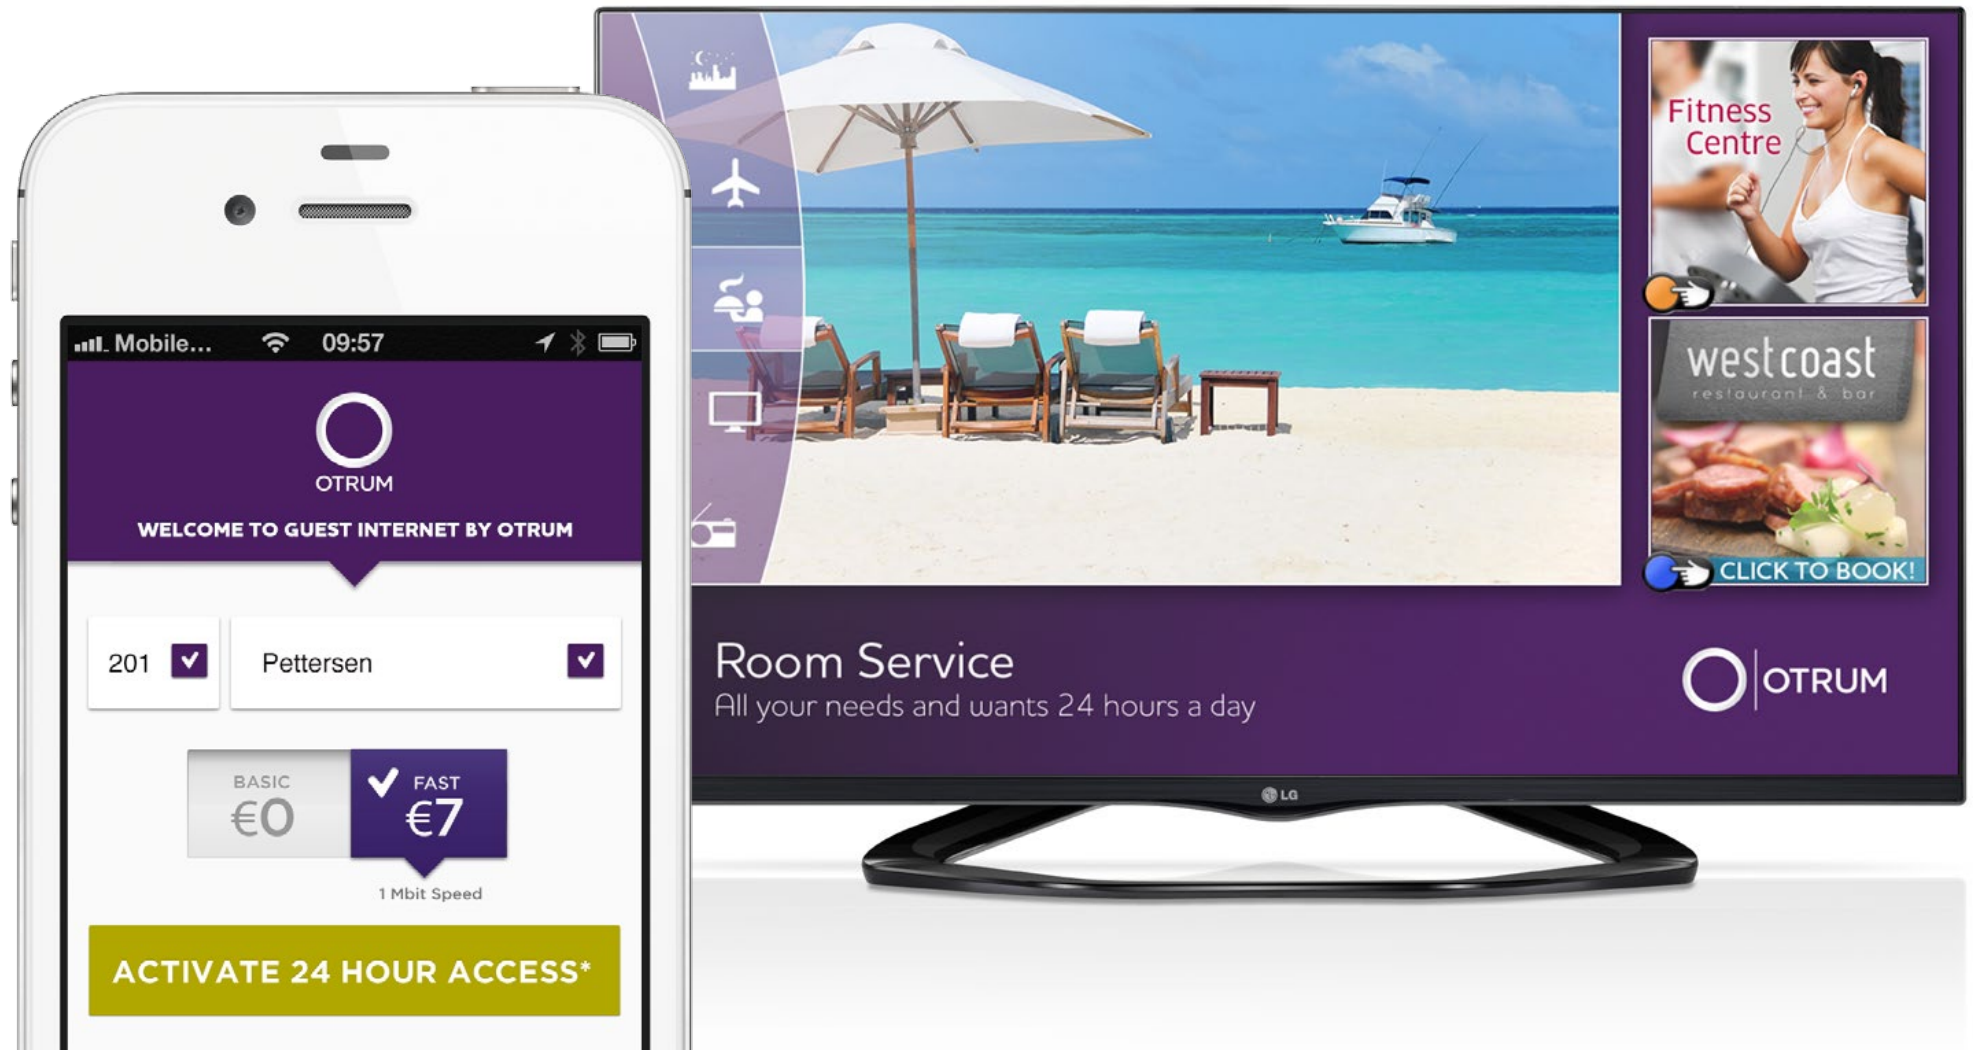 Mobile...
09:57
OTRUM
WELCOME TO GUEST INTERNET BY OTRUM
201
Pettersen
BASIC
€0
FAST
€7
1 Mbit Speed
ACTIVATE 24 HOUR ACCESS*
Fitness
Centre
westcoast
restaurant & bar
CLICK TO BOOK!
Room Service
All your needs and wants 24 hours a day
OTRUM
LG